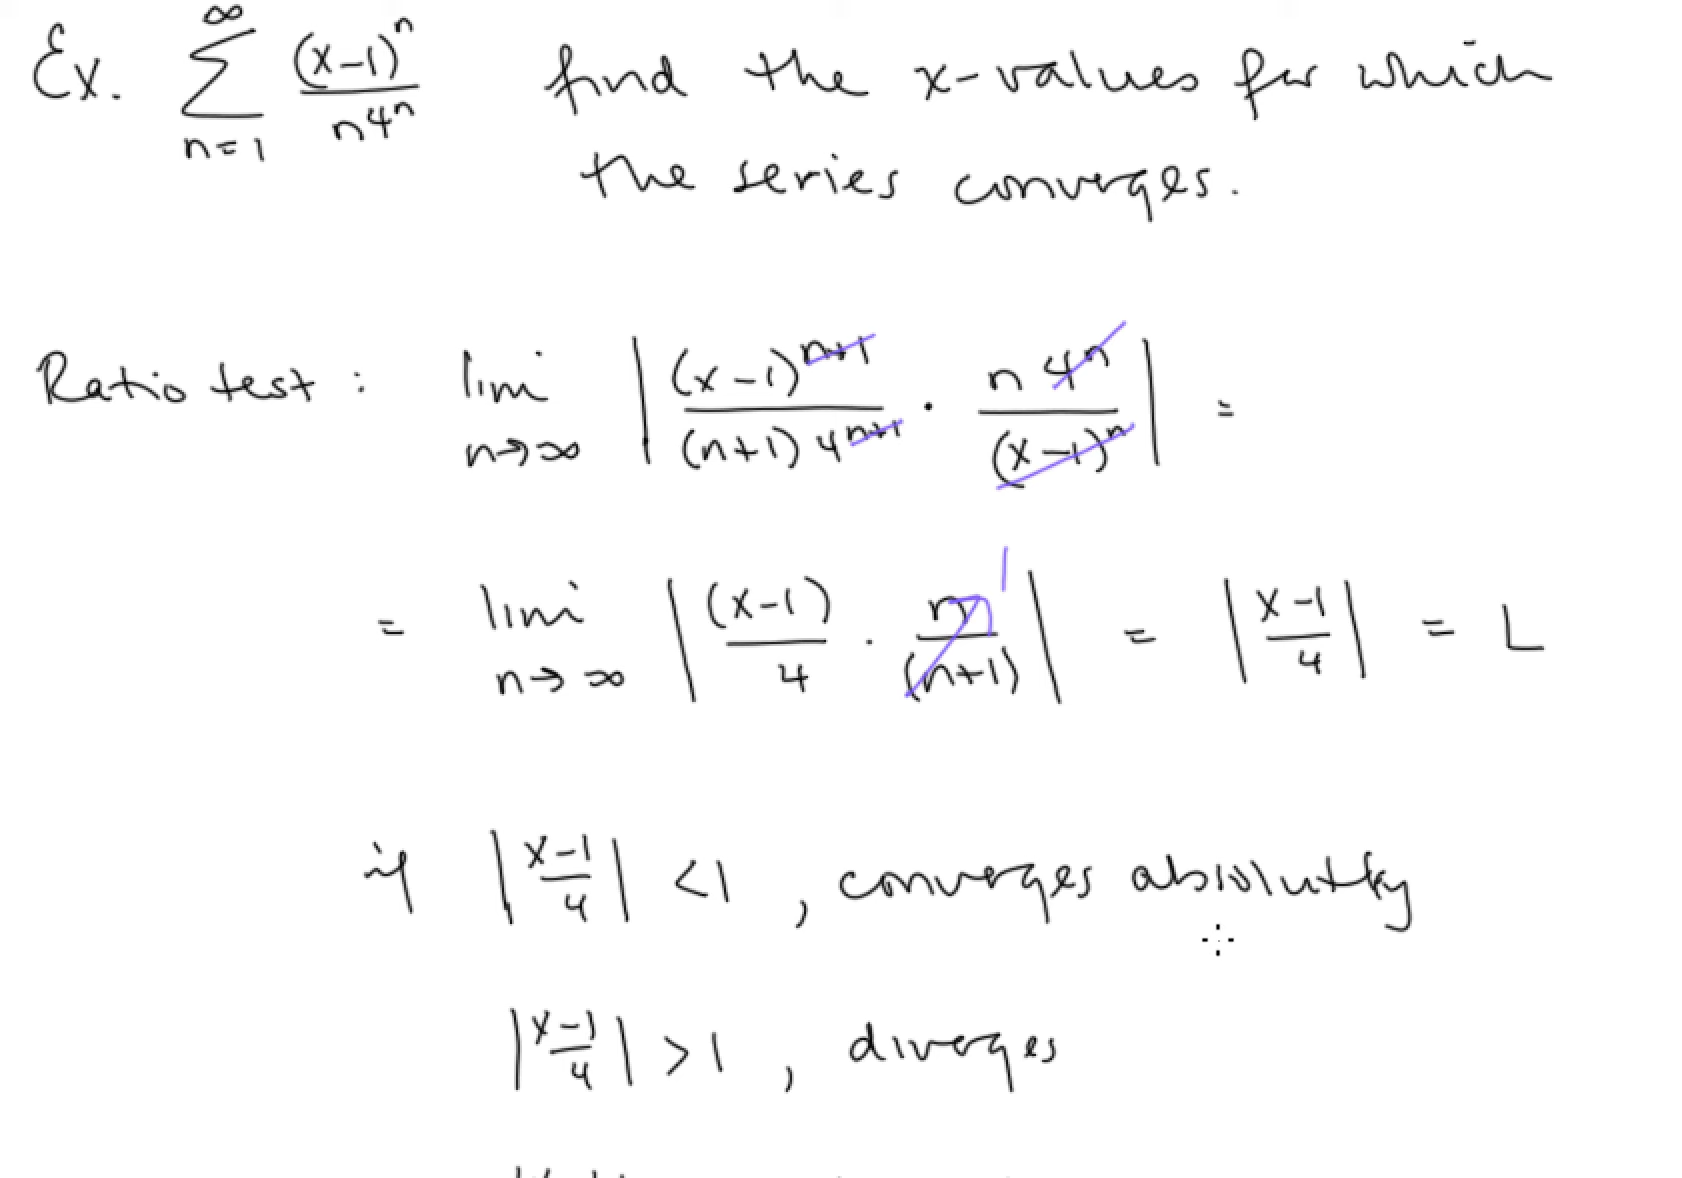 Ex. ∑_{n=1}^{∞} (x-1)^n / n4^n find the x-values for which
the series converges.
Ratio test: lim_{n→∞} | (x-1)^{n+1} / (n+1) 4^{n+1} · n 4^n / (x-1)^n | =
= lim_{n→∞} | (x-1) / 4 · n / (n+1) | 1 = | x-1 / 4 | = L
if | x-1 / 4 | < 1, converges absolutely
| x-1 / 4 | > 1, diverges